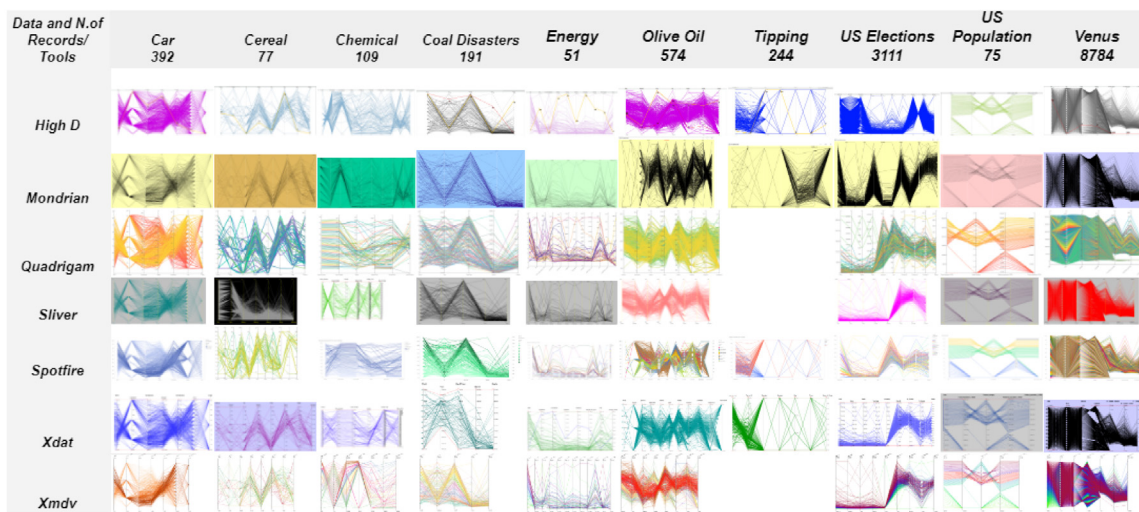 Data and N.of
Records/
Tools
Car
392
Cereal
77
Chemical
109
Coal Disasters
191
Energy
51
Olive Oil
574
Tipping
244
US Elections
3111
US
Population
75
Venus
8784
High D
Mondrian
Quadrigam
Sliver
Spotfire
Xdat
Xmdv